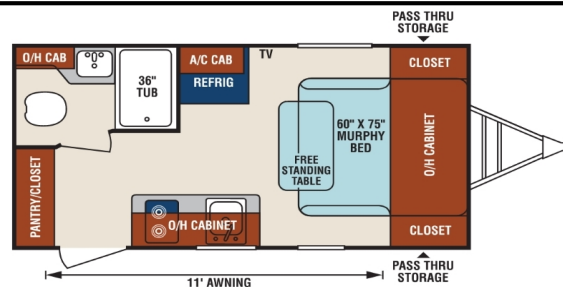 PASS THRU
STORAGE
O/H CAB
36"
TUB
A/C CAB
REFRIG
TV
CLOSET
60" X 75"
MURPHY
BED
FREE
STANDING
TABLE
O/H CABINET
PANTRY/CLOSET
O/H CABINET
CLOSET
PASS THRU
STORAGE
11' AWNING